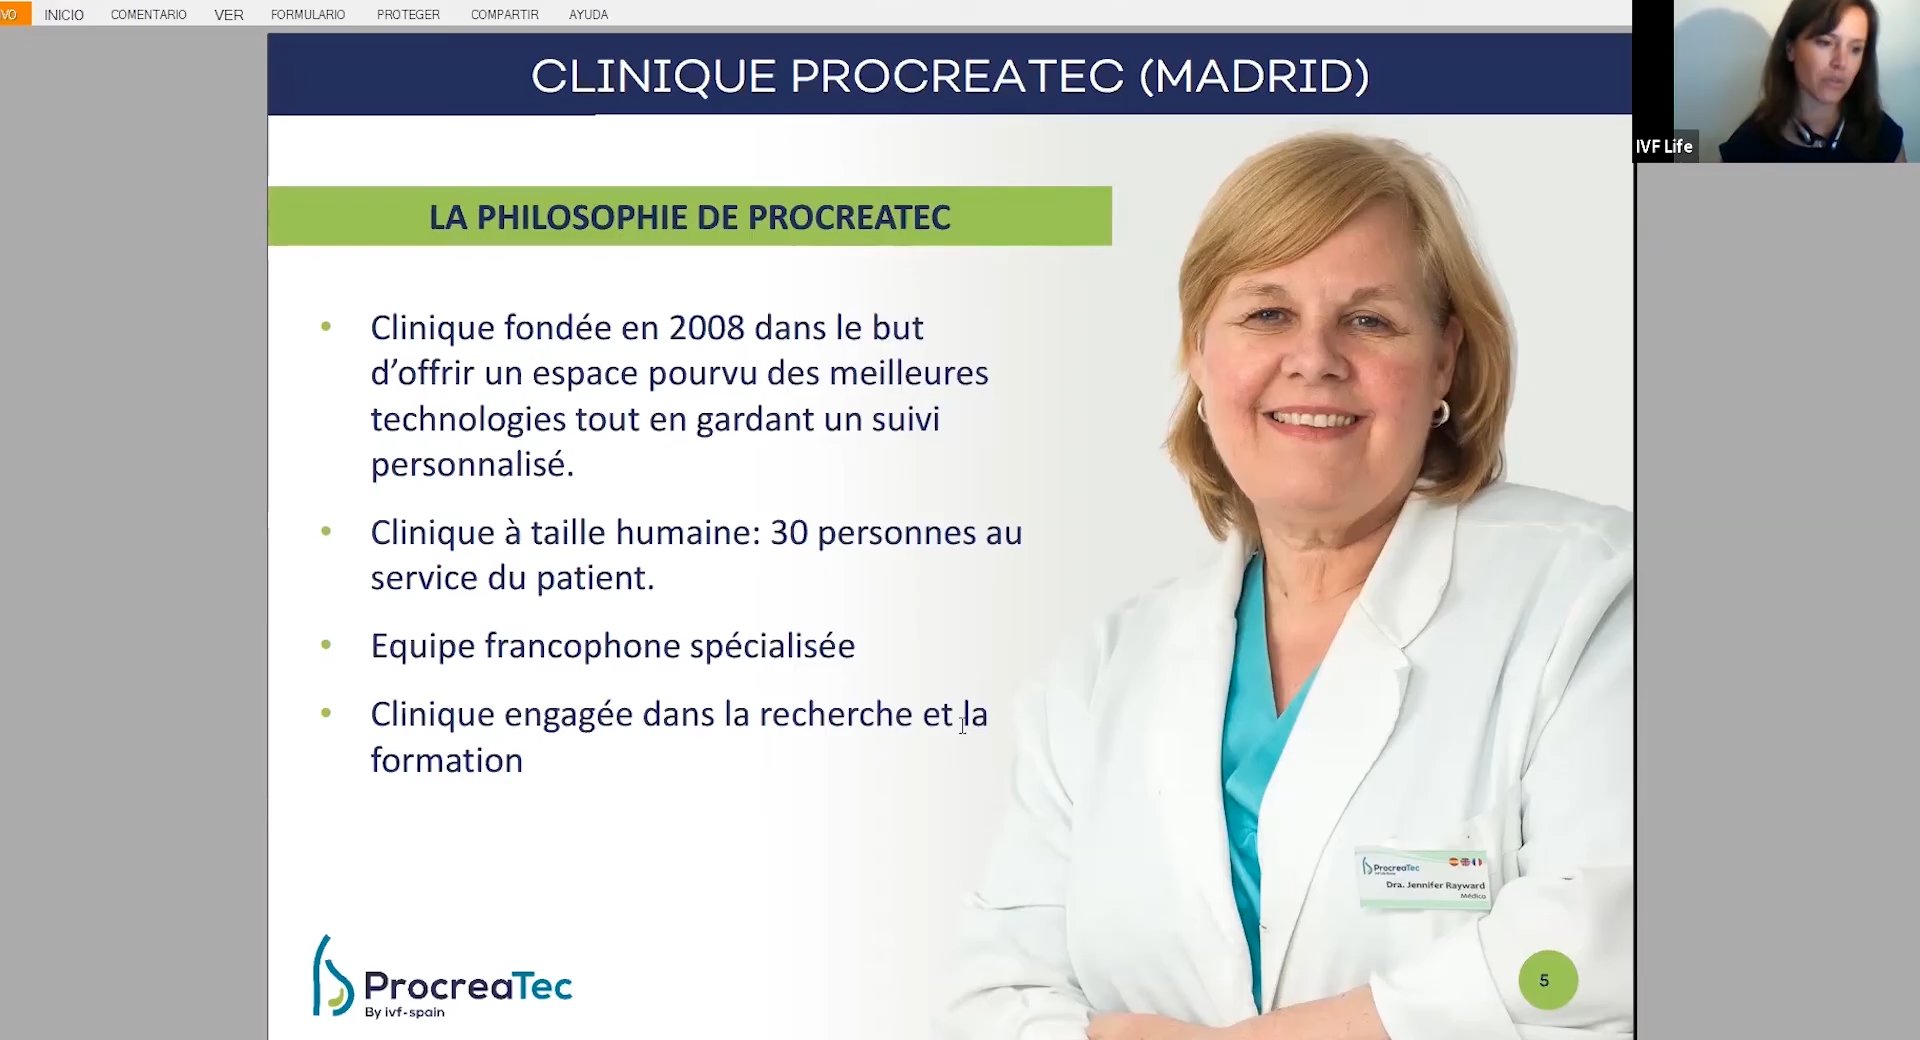 VO INICIO COMENTARIO VER FORMULARIO PROTEGER COMPARTIR AYUDA
CLINIQUE PROCREATEC (MADRID)
IVF Life
LA PHILOSOPHIE DE PROCREATEC
• Clinique fondée en 2008 dans le but
d’offrir un espace pourvu des meilleures
technologies tout en gardant un suivi
personnalisé.
• Clinique à taille humaine: 30 personnes au
service du patient.
• Equipe francophone spécialisée
• Clinique engagée dans la recherche et la
formation
ProcreaTec
Dra. Jennifer Rayward
Médico
ProcreaTec
By ivf-spain
5